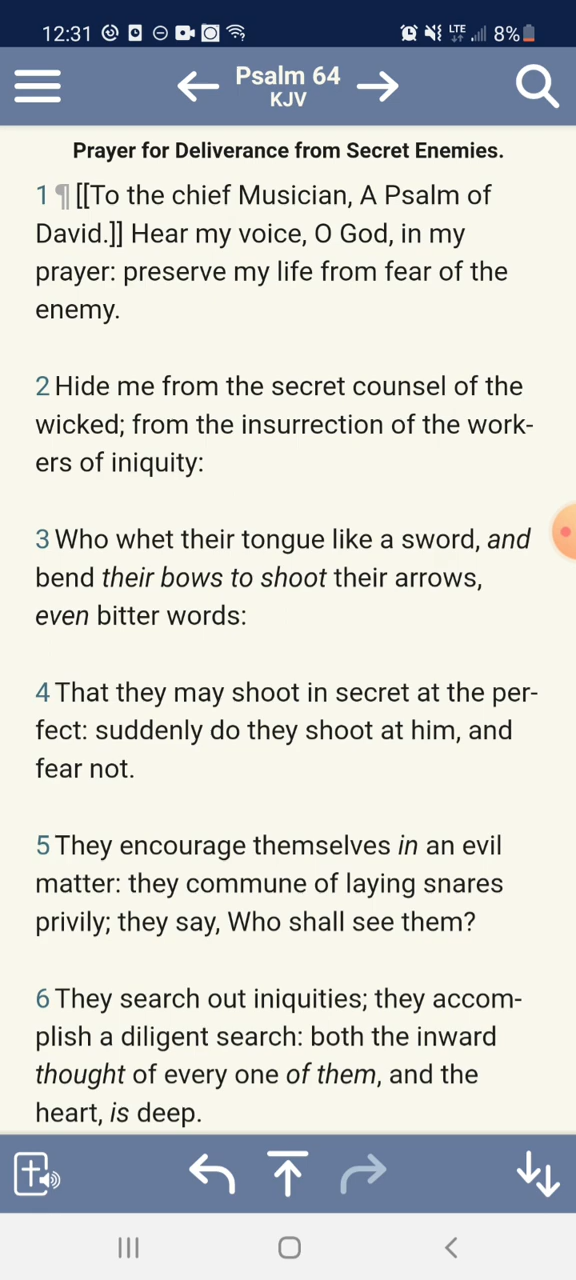 12:31 LTE 8%
Psalm 64
KJV
Prayer for Deliverance from Secret Enemies.
1 ¶ [[To the chief Musician, A Psalm of
David.]] Hear my voice, O God, in my
prayer: preserve my life from fear of the
enemy.
2 Hide me from the secret counsel of the
wicked; from the insurrection of the work-
ers of iniquity:
3 Who whet their tongue like a sword, and
bend their bows to shoot their arrows,
even bitter words:
4 That they may shoot in secret at the per-
fect: suddenly do they shoot at him, and
fear not.
5 They encourage themselves in an evil
matter: they commune of laying snares
privily; they say, Who shall see them?
6 They search out iniquities; they accom-
plish a diligent search: both the inward
thought of every one of them, and the
heart, is deep.